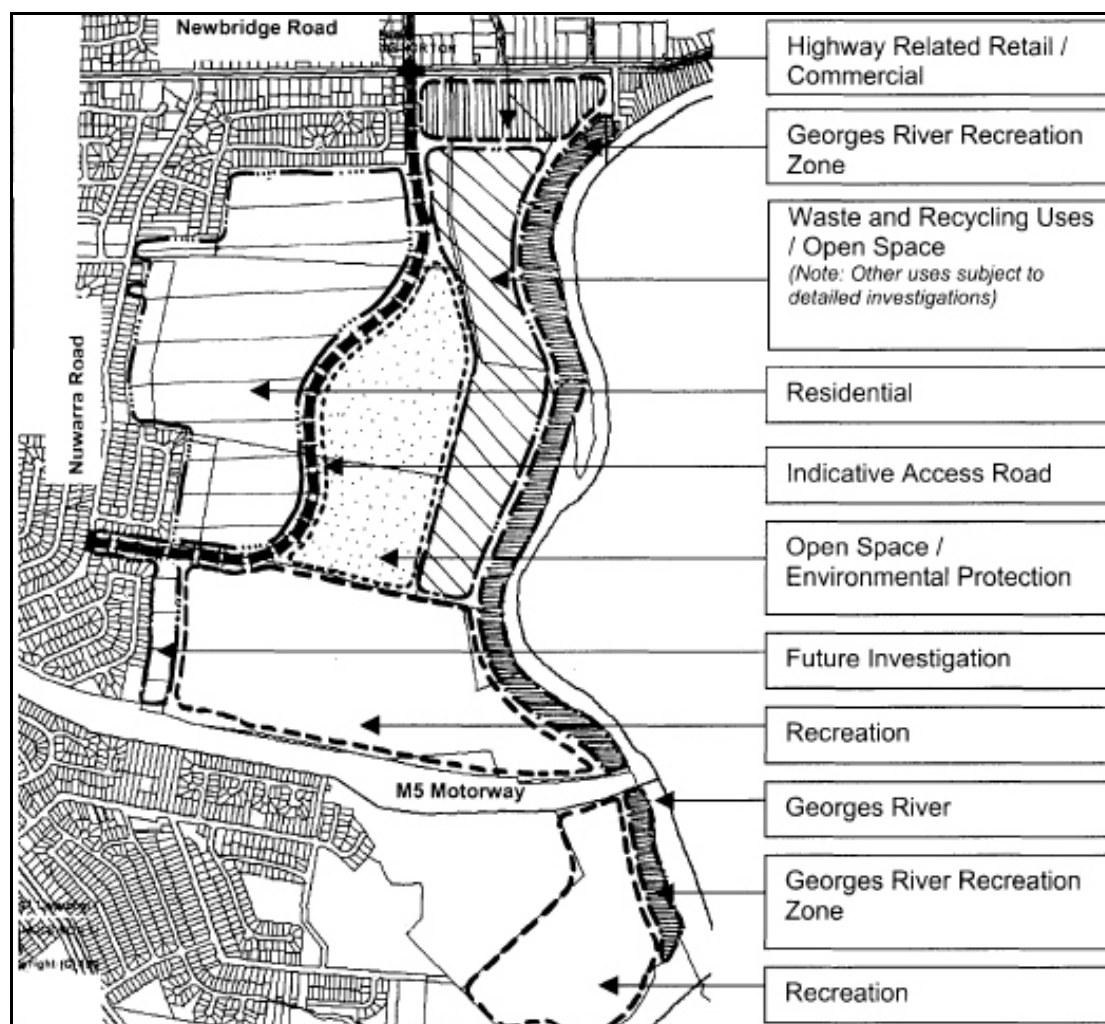 Newbridge Road
Highway Related Retail /
Commercial
Georges River Recreation
Zone
Waste and Recycling Uses
/ Open Space
(Note: Other uses subject to
detailed investigations)
Nuwarra Road
Residential
Indicative Access Road
Open Space /
Environmental Protection
Future Investigation
Recreation
M5 Motorway
Georges River
Georges River Recreation
Zone
Recreation